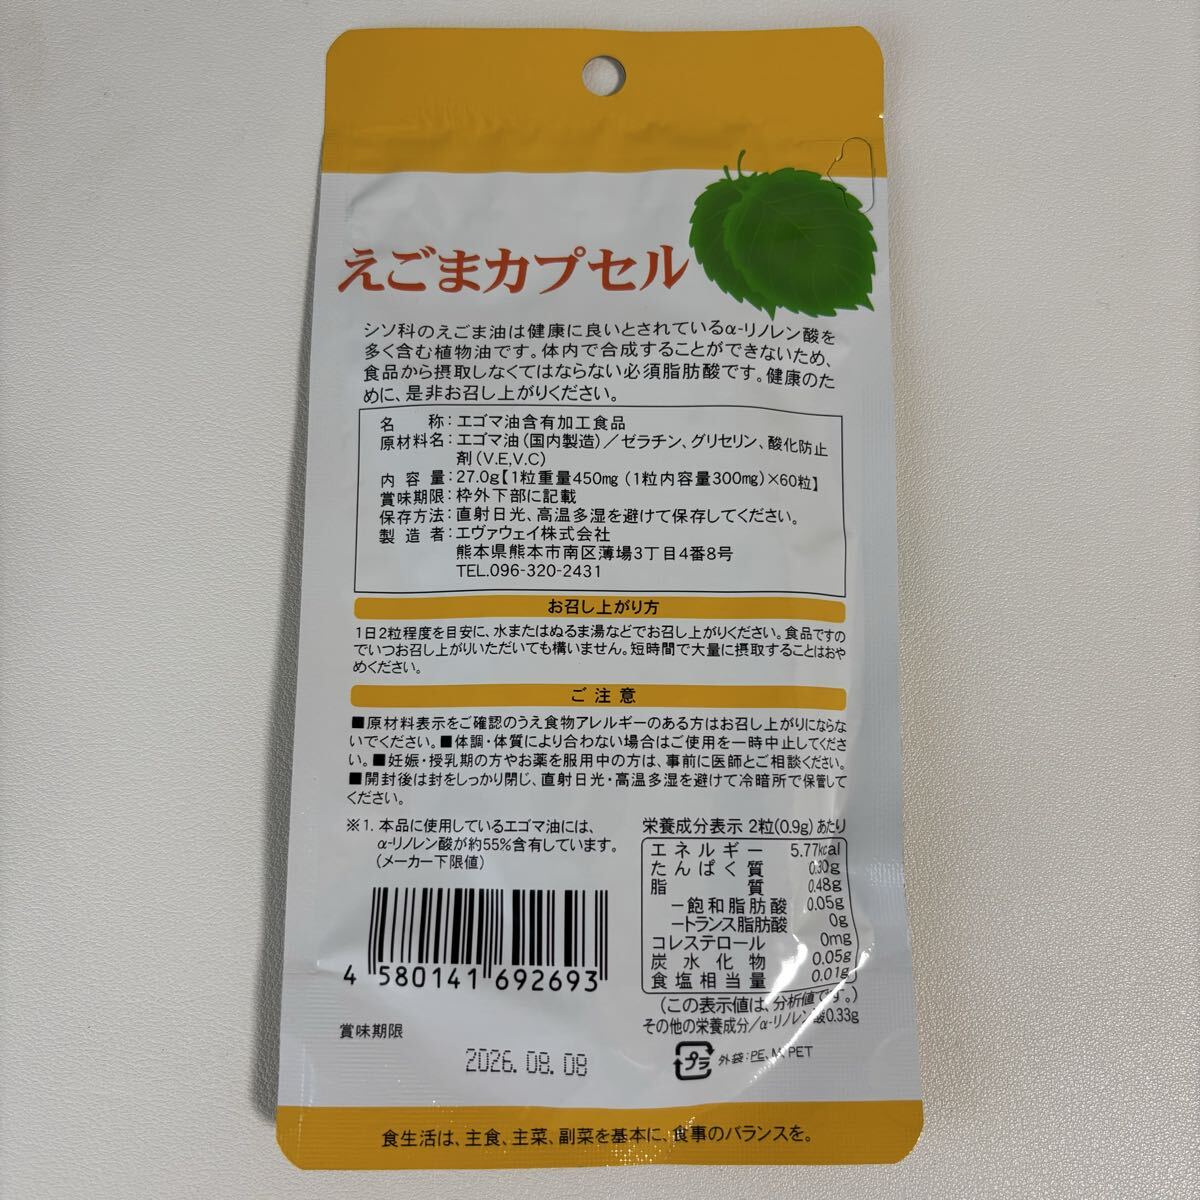 えごまカプセル
シソ科のえごま油は健康に良いとされているα-リノレン酸を
多く含む植物油です。体内で合成することができないため、
食品から摂取しなくてはならない必須脂肪酸です。健康のた
めに、是非お召し上がりください。
名称：エゴマ油含有加工食品
原材料名：エゴマ油(国内製造)／ゼラチン、グリセリン、酸化防止
剤(V.E,V.C)
内容量：27.0g【1粒重量450mg (1粒内容量300mg)×60粒】
賞味期限：枠外下部に記載
保存方法：直射日光、高温多湿を避けて保存してください。
製造者：エヴァウェイ株式会社
熊本県熊本市南区薄場3丁目4番8号
TEL.096-320-2431
お召し上がり方
1日2粒程度を目安に、水またはぬるま湯などでお召し上がりください。食品ですの
でいつお召し上がりいただいても構いません。短時間で大量に摂取することはおや
めください。
ご注意
■原材料表示をご確認のうえ食物アレルギーのある方はお召し上がりにならな
いでください。■体調・体質により合わない場合はご使用を一時中止してくださ
い。■妊娠・授乳期の方やお薬を服用中の方は、事前に医師とご相談ください。
■開封後は封をしっかり閉じ、直射日光・高温多湿を避けて冷暗所で保管して
ください。
※1. 本品に使用しているエゴマ油には、
α-リノレン酸が約55%含有しています。
(メーカー下限値)
4 580141 692693
賞味期限
2026.08.08
栄養成分表示 2粒(0.9g)あたり
エネルギー 5.77kcal
たんぱく質 0.30g
脂質 0.48g
－飽和脂肪酸 0.05g
－トランス脂肪酸 0g
コレステロール 0mg
炭水化物 0.05g
食塩相当量 0.01g
(この表示値は、分析値です。)
その他の栄養成分/α-リノレン酸0.33g
プラ 外袋：PE、M、PET
食生活は、主食、主菜、副菜を基本に、食事のバランスを。